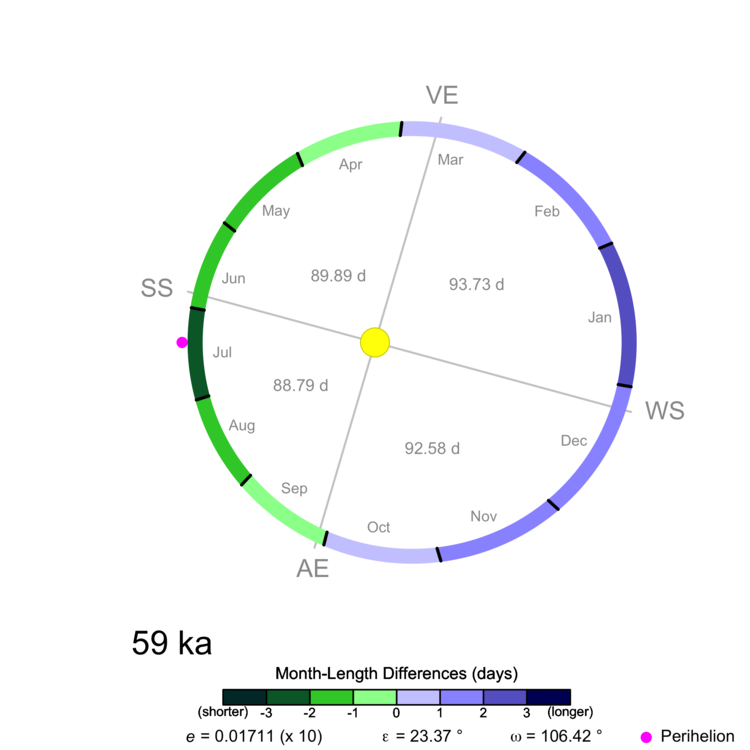 VE
Apr
Mar
May
Feb
89.89 d
Jun
93.73 d
SS
Jan
Jul
88.79 d
WS
Aug
Dec
92.58 d
Sep
Nov
Oct
AE
59 ka
Month-Length Differences (days)
(shorter) -3 -2 -1 0 1 2 3 (longer)
e = 0.01711 (x 10) ε = 23.37 ° ω = 106.42 ° Perihelion